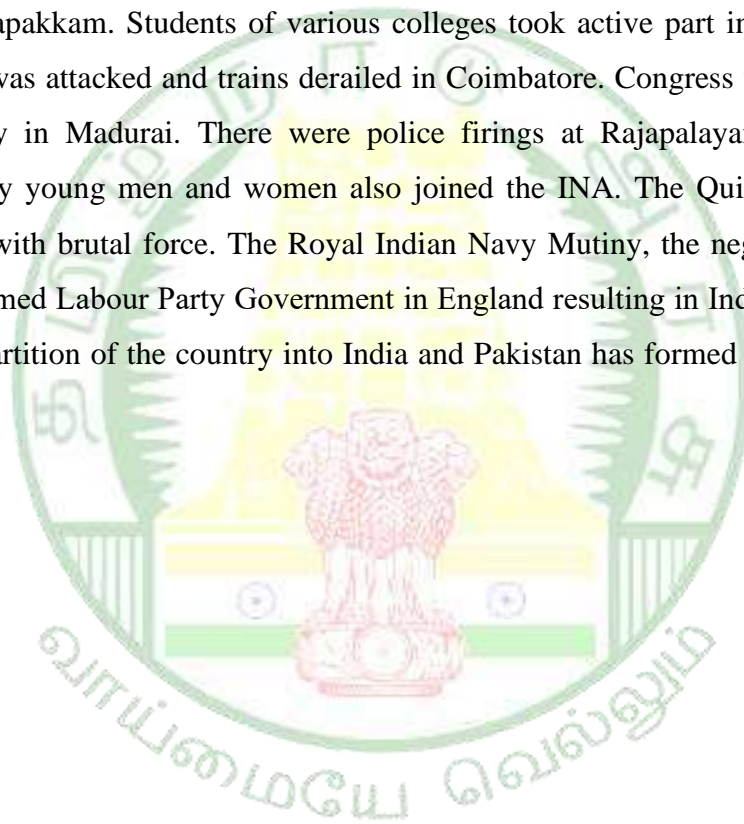 apakkam. Students of various colleges took active part in
was attacked and trains derailed in Coimbatore. Congress
y in Madurai. There were police firings at Rajapalaya
y young men and women also joined the INA. The Qui
with brutal force. The Royal Indian Navy Mutiny, the neg
med Labour Party Government in England resulting in Ind
artition of the country into India and Pakistan has formed
தமிழ் நாடு அரசு
வாய்மையே வெல்லும்